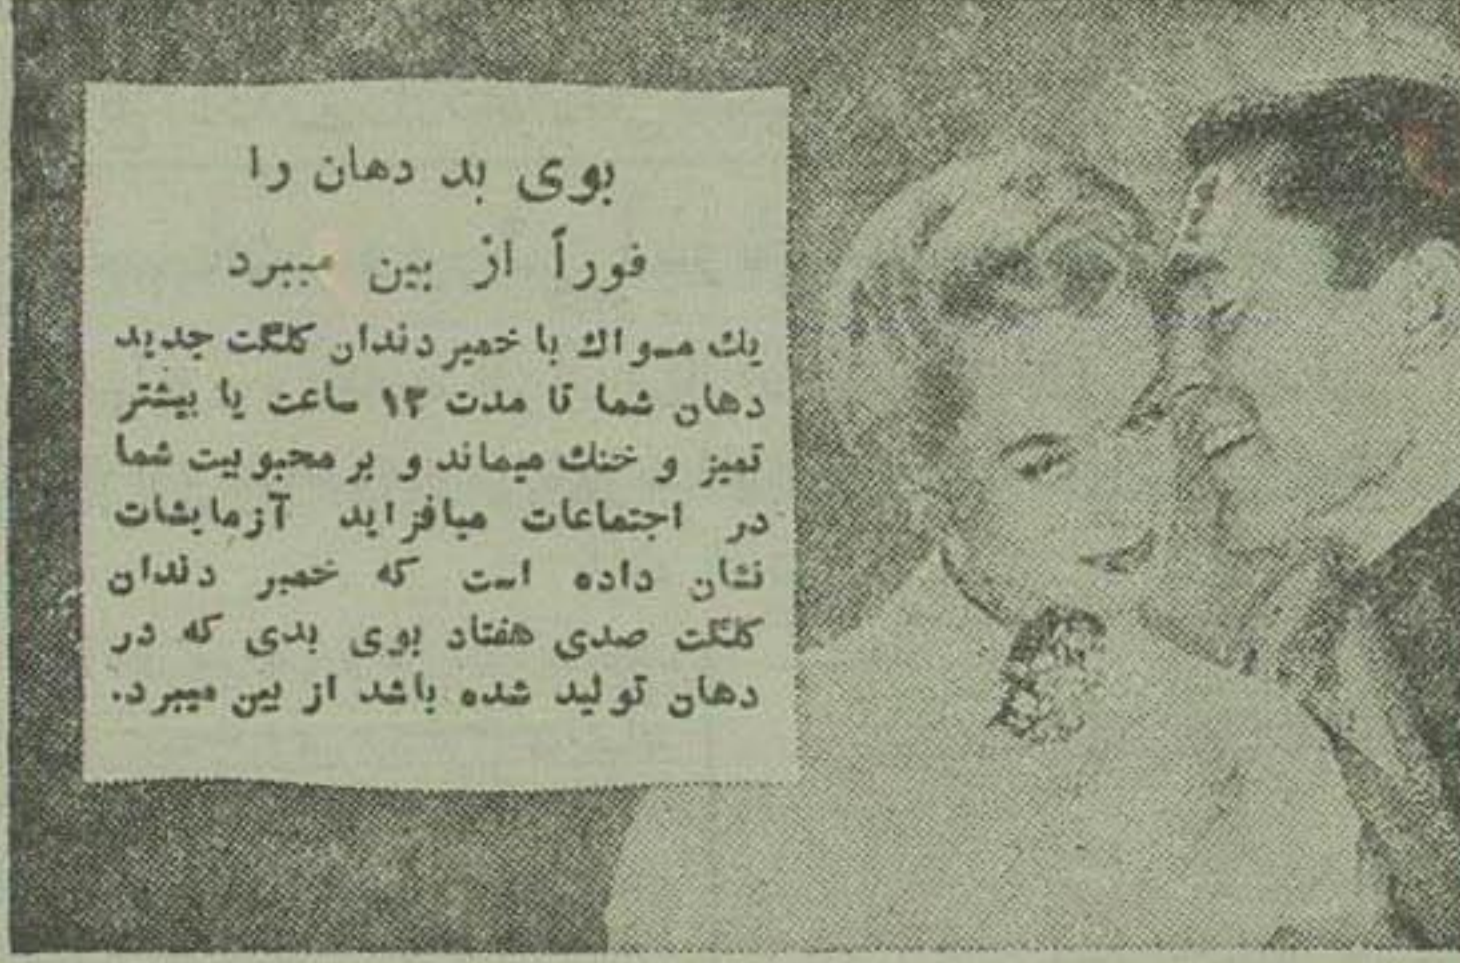 بوی بد دهان را
فوراً از بین میبرد
یك مسواك با خمیر دندان کلگت جدید
دهان شما تا مدت ۱۳ ساعت یا بیشتر
تمیز و خنك میماند و بر محبوبیت شما
در اجتماعات میافزاید آزمایشات
نشان داده است که خمیر دندان
کلگت صدی هفتاد بوی بدی که در
دهان تولید شده باشد از بین میبرد.